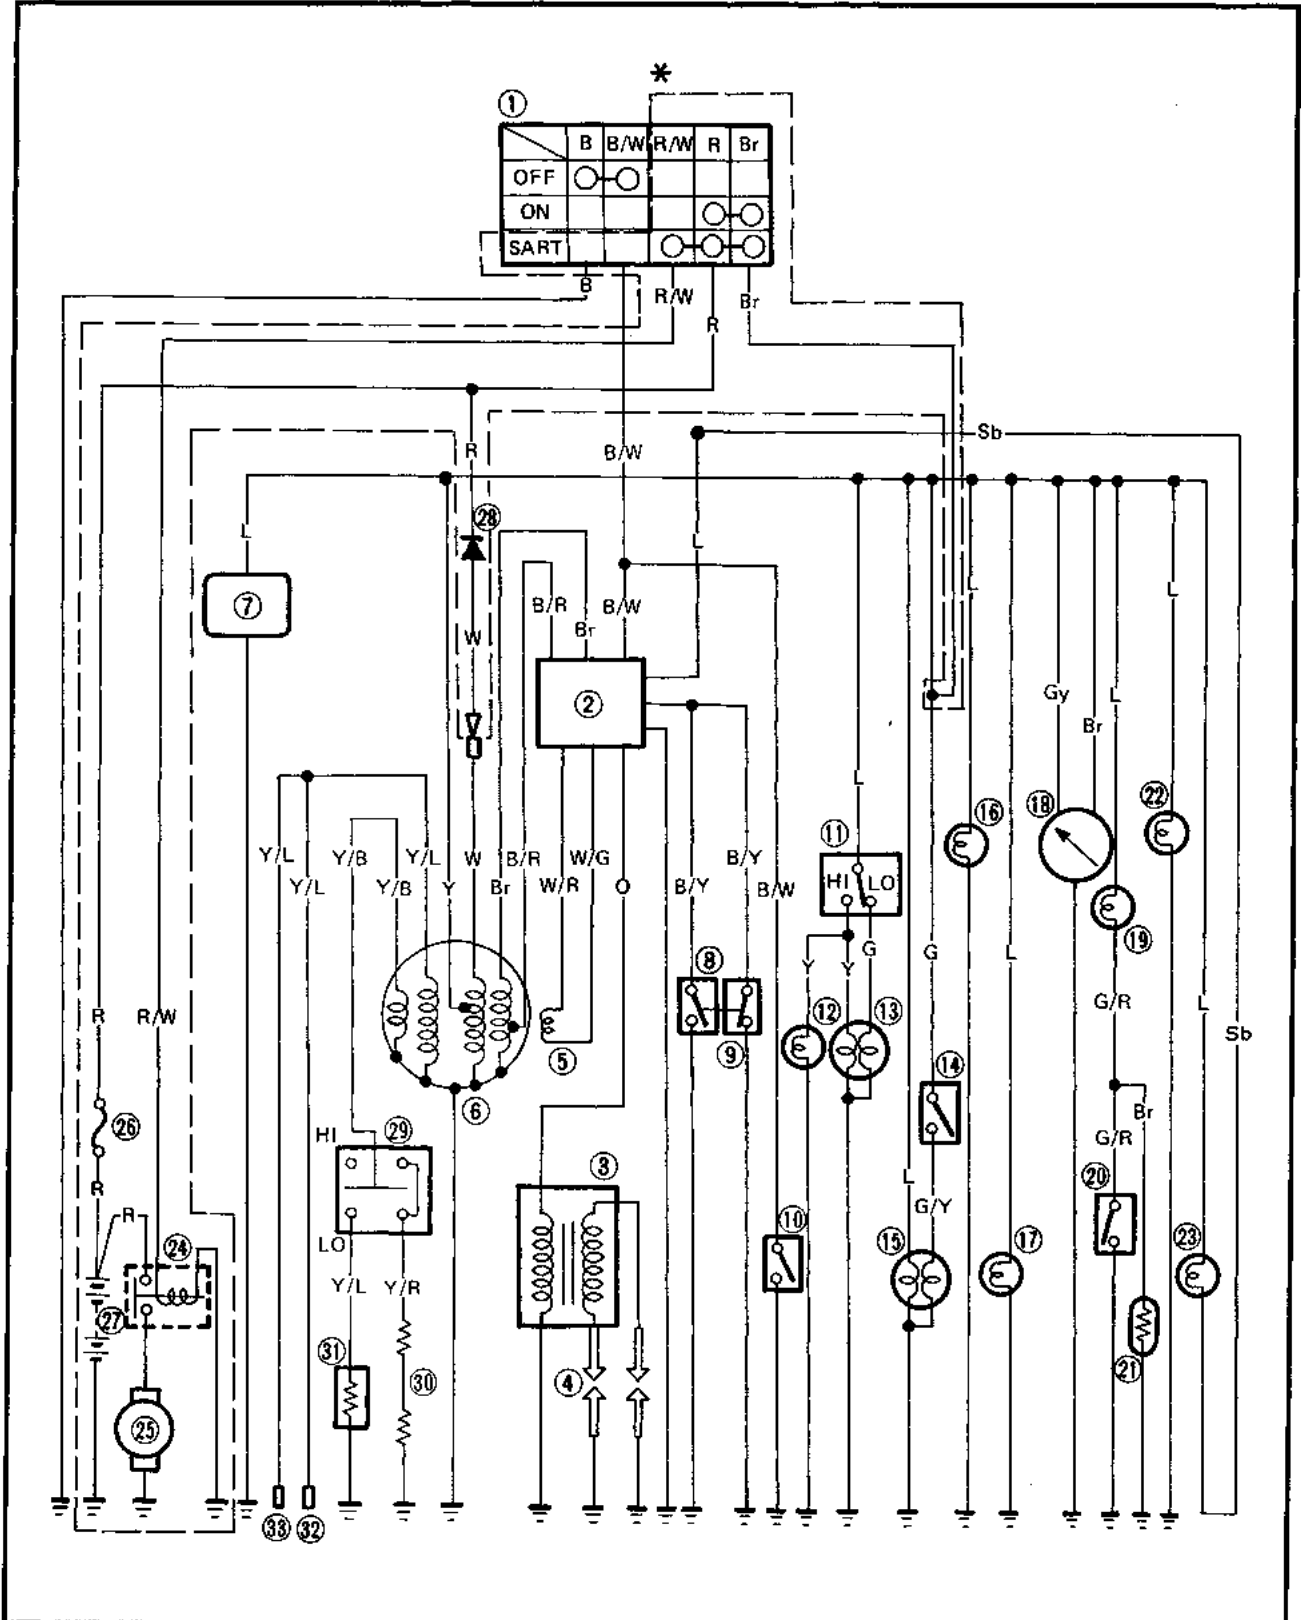 *
①
B B/W R/W R Br
OFF
ON
SART
B
R/W
Br
R
Sb
R
B/W
㉘
L
L
⑦
B/R
B/W
Br
W
L
L
②
Gy
L
Br
L
㉒
⑱
⑯
⑪
Y/L Y/B Y/L W B/R W/G B/Y
HI LO
Y/L Y/B Y Br W/R O B/Y B/W
⑲
G
G
L
⑧
Y
Y
G/R
L
R
R/W
⑫
⑬
Sb
⑤
⑨
⑭
⑥
㉖
HI
㉙
Br
G/R
③
R
L
⑳
G/Y
R
⑩
㉔
LO
⑮
⑰
㉓
Y/L
Y/R
㉗
㉛
㉚
④
㉑
㉕
㉝ ㉜